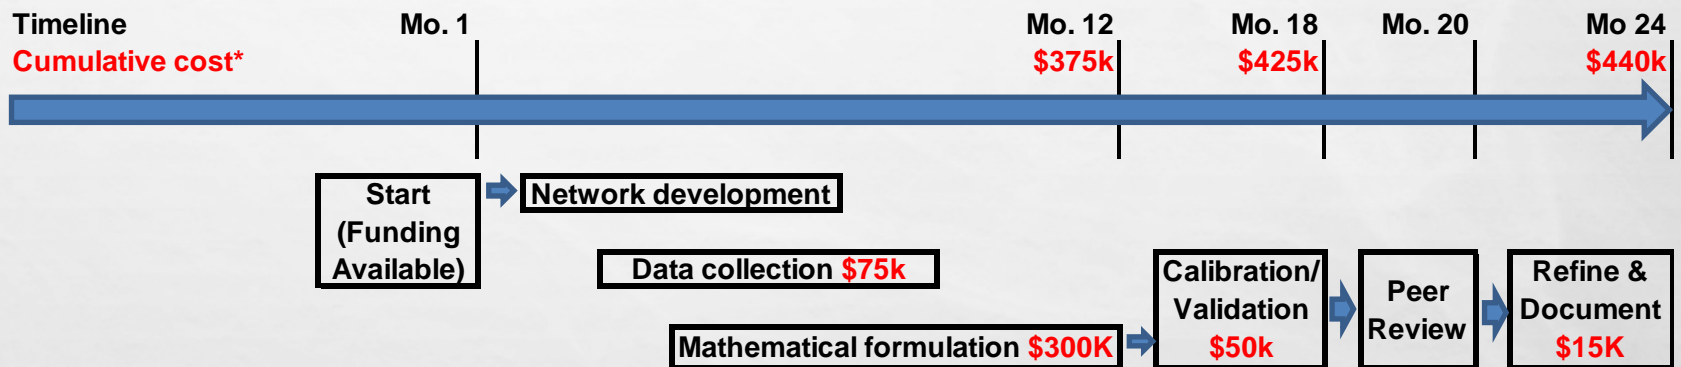 Timeline Mo. 1 Mo. 12 Mo. 18 Mo. 20 Mo 24
Cumulative cost* $375k $425k $440k
Start
(Funding
Available)
Network development
Data collection $75k
Mathematical formulation $300K
Calibration/
Validation
$50k
Peer
Review
Refine &
Document
$15K